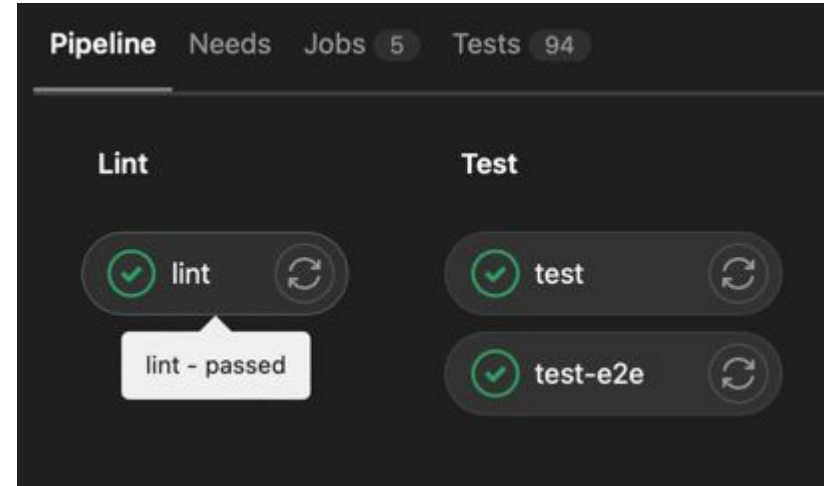 Pipeline Needs Jobs 5 Tests 94
Lint Test
lint test
lint - passed
test-e2e